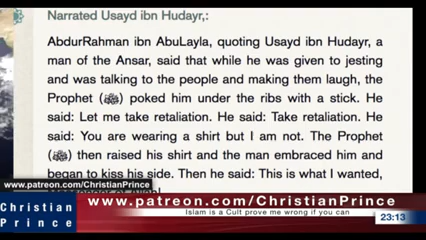 Narrated Usayd ibn Hudayr,:
AbdurRahman ibn AbuLayla, quoting Usayd ibn Hudayr, a
man of the Ansar, said that while he was given to jesting
and was talking to the people and making them laugh, the
Prophet (ﷺ) poked him under the ribs with a stick. He
said: Let me take retaliation. He said: Take retaliation. He
said: You are wearing a shirt but I am not. The Prophet
(ﷺ) then raised his shirt and the man embraced him and
began to kiss his side. Then he said: This is what I wanted,
www.patreon.com/ChristianPrince
Christian
Prince
www.patreon.com/ChristianPrince
Islam is a Cult prove me wrong if you can
23:13